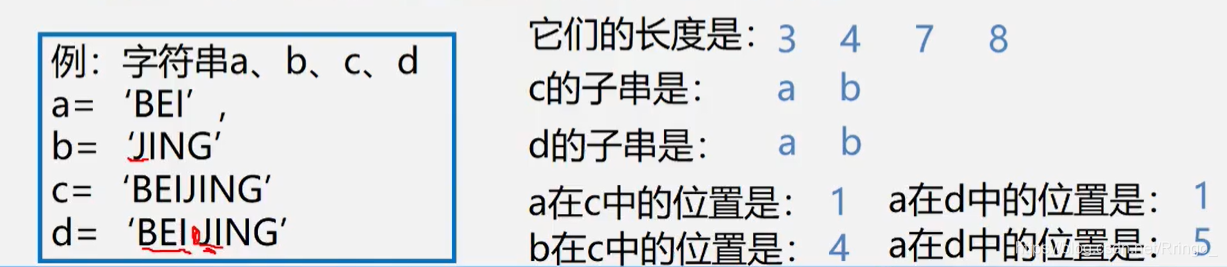 例：字符串a、b、c、d
a= ‘BEI’ ，
b= ‘JING’
c= ‘BEIJING’
d= ‘BEI JING’
它们的长度是： 3 4 7 8
c的子串是： a b
d的子串是： a b
a在c中的位置是： 1 a在d中的位置是： 1
b在c中的位置是： 4 a在d中的位置是： 5